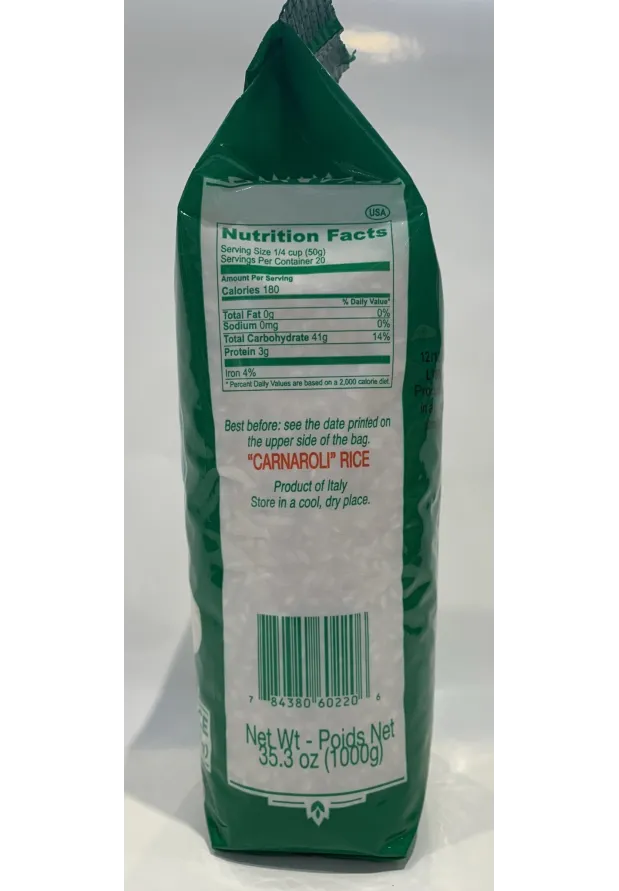 USA
Nutrition Facts
Serving Size 1/4 cup (50g)
Servings Per Container 20
Amount Per Serving
Calories 180
% Daily Value*
Total Fat 0g 0%
Sodium 0mg 0%
Total Carbohydrate 41g 14%
Protein 3g
Iron 4%
* Percent Daily Values are based on a 2,000 calorie diet.
Best before: see the date printed on
the upper side of the bag.
"CARNAROLI" RICE
Product of Italy
Store in a cool, dry place.
7 84380 60220 6
Net Wt - Poids Net
35.3 oz (1000g)